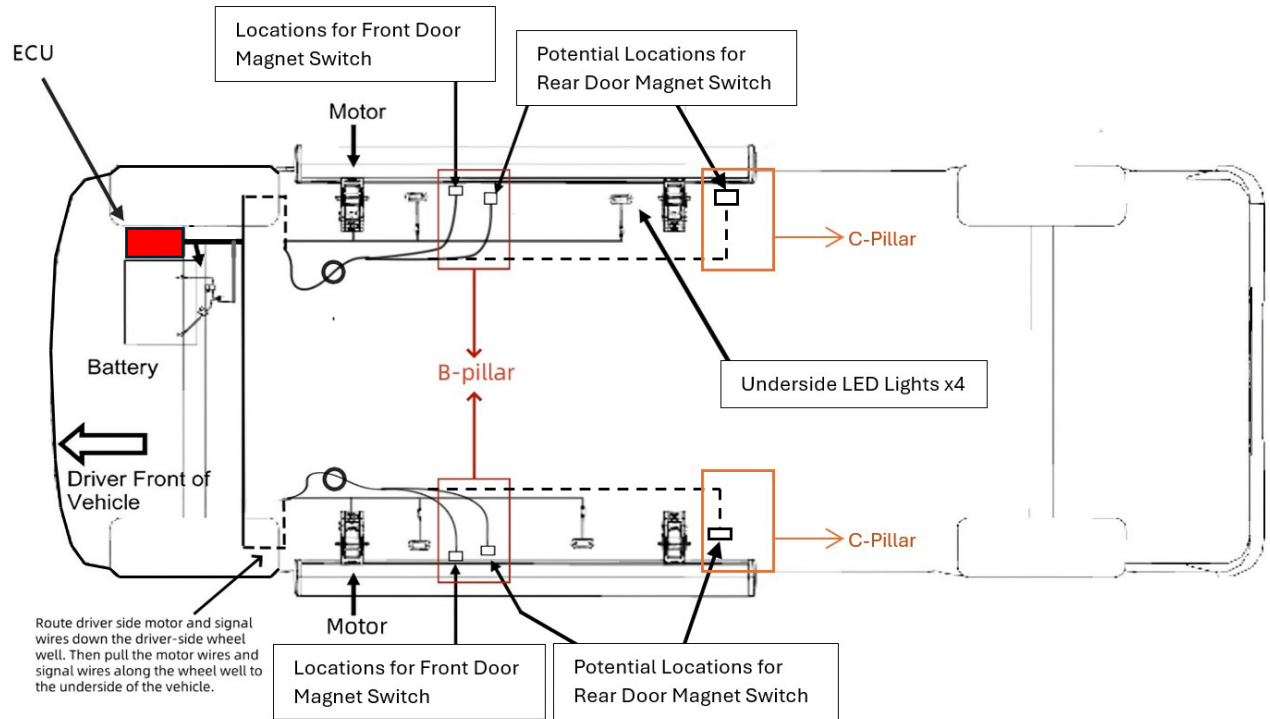 Locations for Front Door
Magnet Switch
ECU
Potential Locations for
Rear Door Magnet Switch
Motor
C-Pillar
Battery
B-pillar
Underside LED Lights x4
Driver Front of
Vehicle
C-Pillar
Route driver side motor and signal
wires down the driver-side wheel
well. Then pull the motor wires and
signal wires along the wheel well to
the underside of the vehicle.
Motor
Locations for Front Door
Magnet Switch
Potential Locations for
Rear Door Magnet Switch